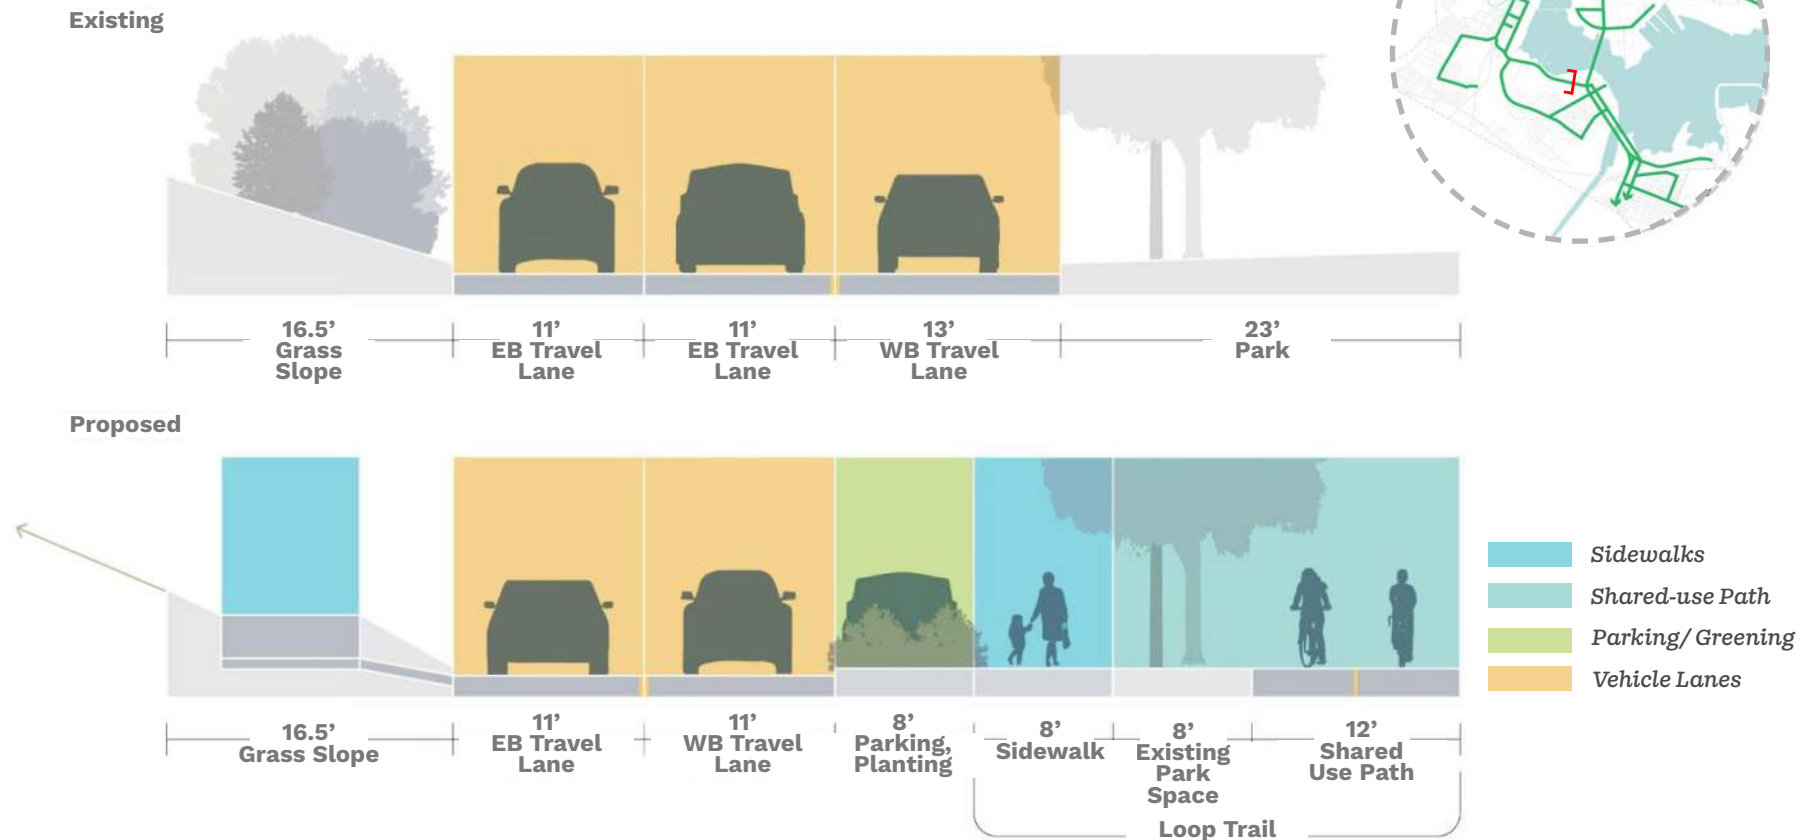 Existing
16.5’
Grass
Slope
11’
EB Travel
Lane
11’
EB Travel
Lane
13’
WB Travel
Lane
23’
Park
Proposed
Sidewalks
Shared-use Path
Parking/ Greening
Vehicle Lanes
16.5’
Grass Slope
11’
EB Travel
Lane
11’
WB Travel
Lane
8’
Parking,
Planting
8’
Sidewalk
8’
Existing
Park
Space
12’
Shared
Use Path
Loop Trail